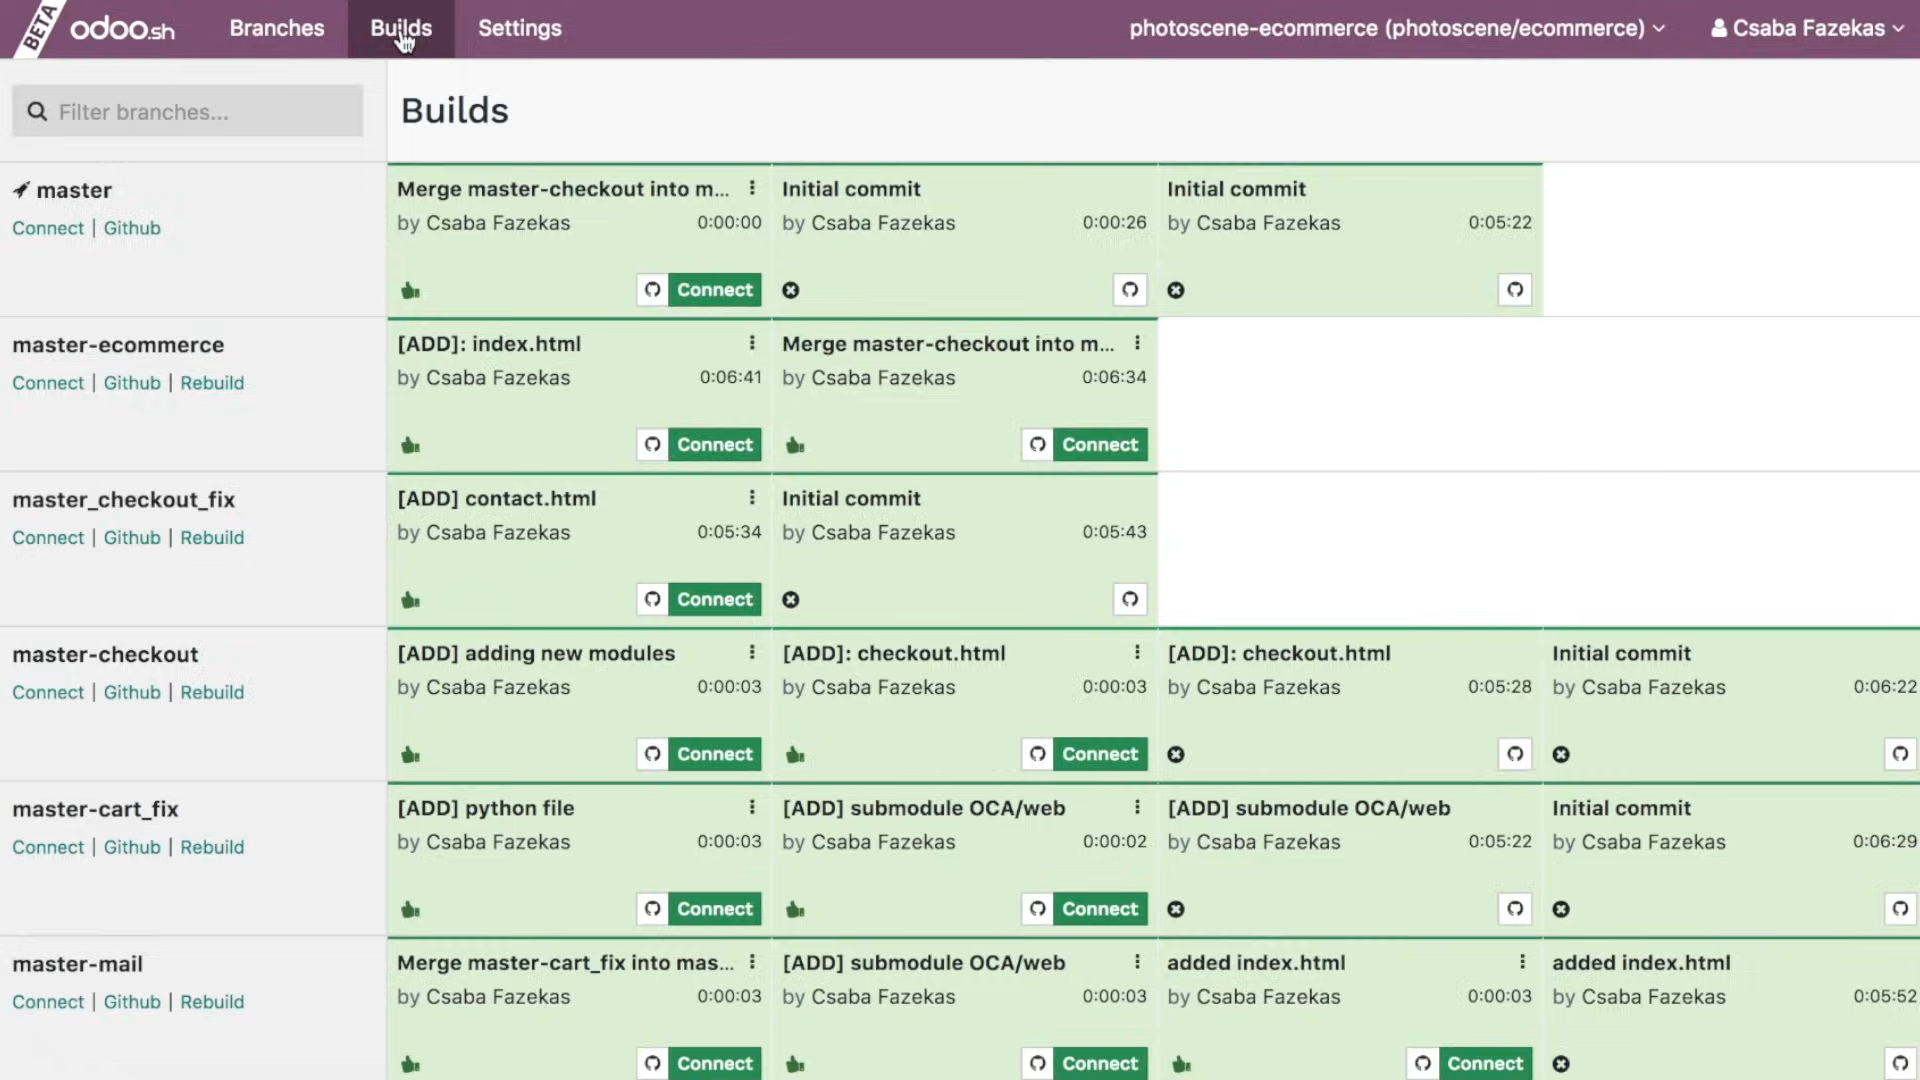 BETA odoo.sh Branches Builds Settings photoscene-ecommerce (photoscene/ecommerce) Csaba Fazekas
Filter branches... Builds
master
Connect | Github
Merge master-checkout into m...
by Csaba Fazekas 0:00:00
Connect
Initial commit
by Csaba Fazekas 0:00:26
Initial commit
by Csaba Fazekas 0:05:22
master-ecommerce
Connect | Github | Rebuild
[ADD]: index.html
by Csaba Fazekas 0:06:41
Connect
Merge master-checkout into m...
by Csaba Fazekas 0:06:34
Connect
master_checkout_fix
Connect | Github | Rebuild
[ADD] contact.html
by Csaba Fazekas 0:05:34
Connect
Initial commit
by Csaba Fazekas 0:05:43
master-checkout
Connect | Github | Rebuild
[ADD] adding new modules
by Csaba Fazekas 0:00:03
Connect
[ADD]: checkout.html
by Csaba Fazekas 0:00:03
Connect
[ADD]: checkout.html
by Csaba Fazekas 0:05:28
Initial commit
by Csaba Fazekas 0:06:22
master-cart_fix
Connect | Github | Rebuild
[ADD] python file
by Csaba Fazekas 0:00:03
Connect
[ADD] submodule OCA/web
by Csaba Fazekas 0:00:02
Connect
[ADD] submodule OCA/web
by Csaba Fazekas 0:05:22
Initial commit
by Csaba Fazekas 0:06:29
master-mail
Connect | Github | Rebuild
Merge master-cart_fix into mas...
by Csaba Fazekas 0:00:03
Connect
[ADD] submodule OCA/web
by Csaba Fazekas 0:00:03
Connect
added index.html
by Csaba Fazekas 0:00:03
Connect
added index.html
by Csaba Fazekas 0:05:52